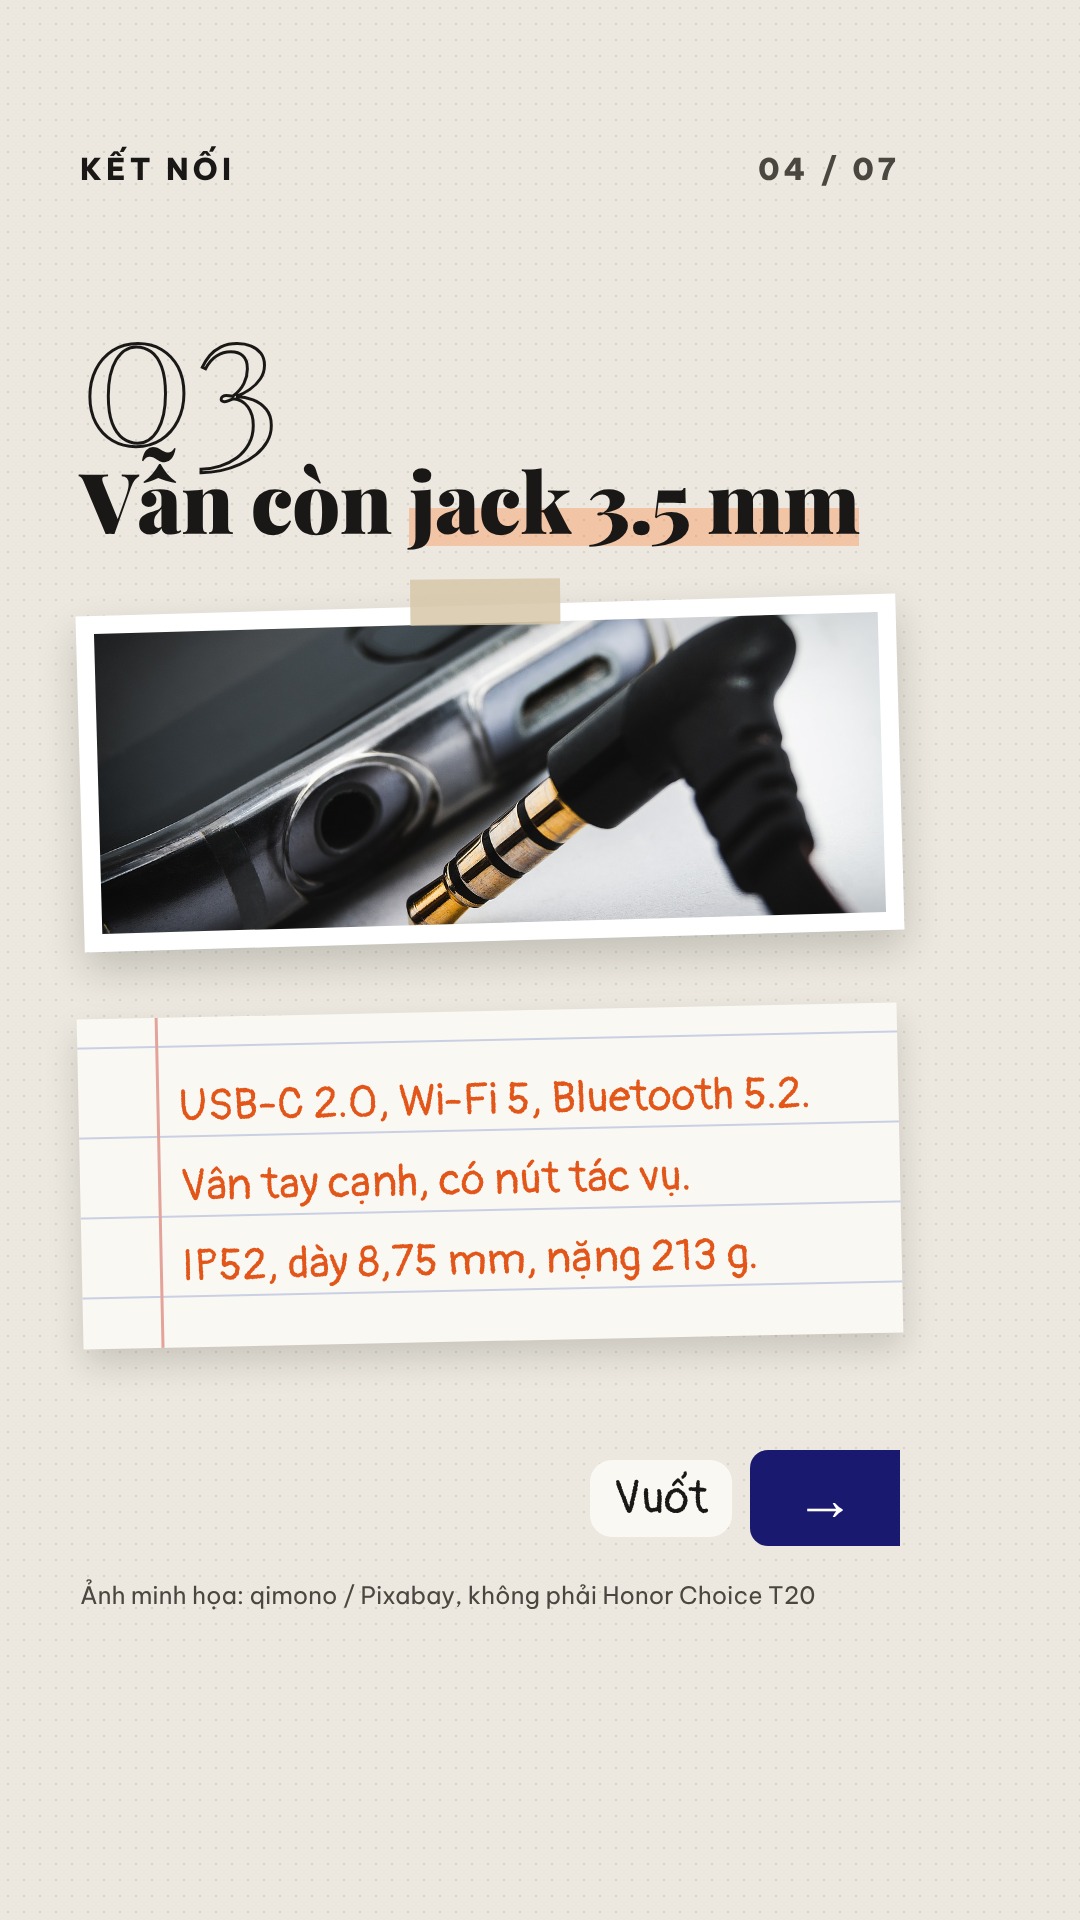 KẾT NỐI
04 / 07
03
Vẫn còn jack 3.5 mm
USB-C 2.0, Wi-Fi 5, Bluetooth 5.2.
Vân tay cạnh, có nút tác vụ.
IP52, dày 8,75 mm, nặng 213 g.
Vuốt →
Ảnh minh họa: qimono / Pixabay, không phải Honor Choice T20